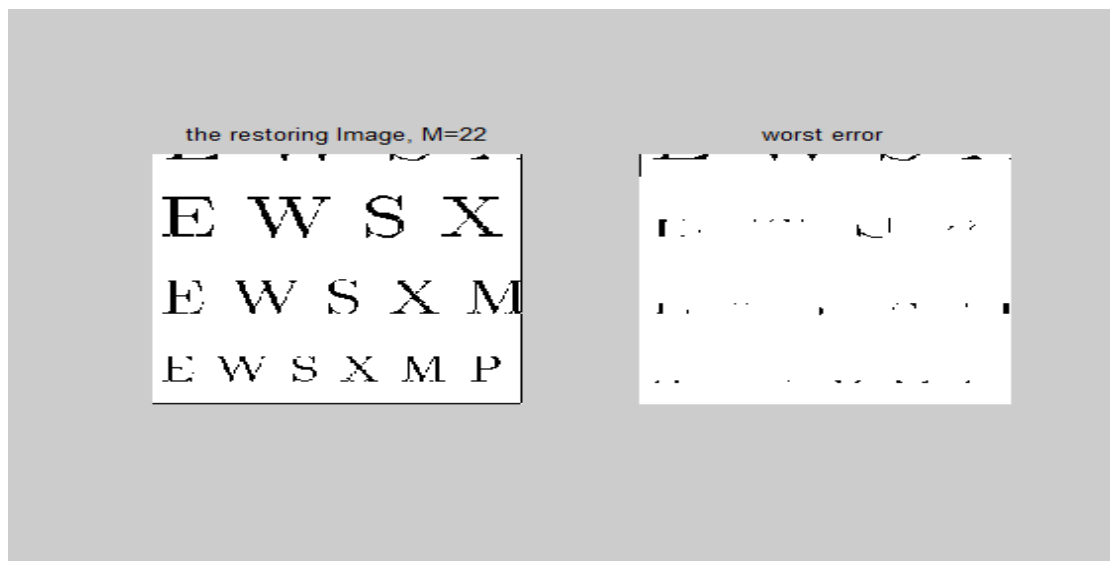 the restoring Image, M=22
worst error
E W S X
E W S X M
E W S X M P